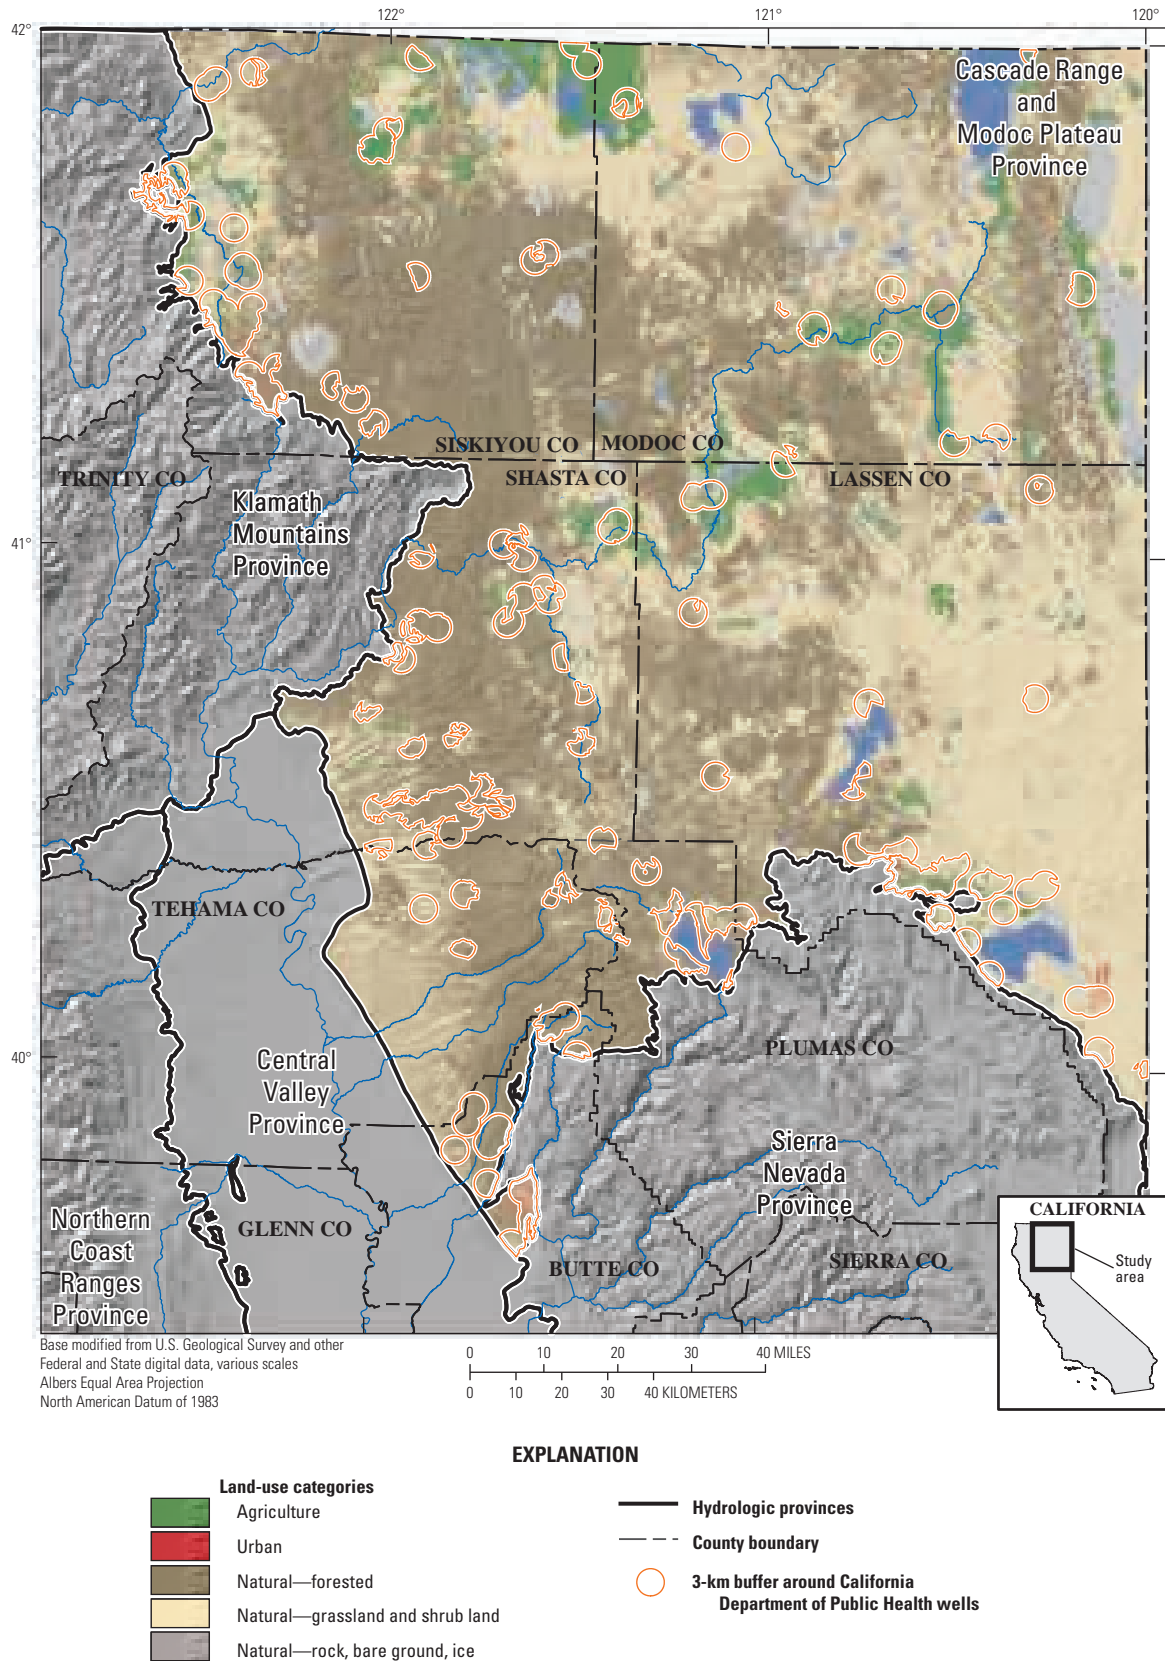 122°
121°
120°
42°
Cascade Range
and
Modoc Plateau
Province
SISKIYOU CO
MODOC CO
TRINITY CO
SHASTA CO
LASSEN CO
Klamath
Mountains
Province
41°
TEHAMA CO
40°
PLUMAS CO
Central
Valley
Province
Sierra
Nevada
Province
Northern
Coast
Ranges
Province
GLENN CO
BUTTE CO
SIERRA CO
CALIFORNIA
Study
area
Base modified from U.S. Geological Survey and other
Federal and State digital data, various scales
Albers Equal Area Projection
North American Datum of 1983
0 10 20 30 40 MILES
0 10 20 30 40 KILOMETERS
EXPLANATION
Land-use categories
Agriculture
Urban
Natural—forested
Natural—grassland and shrub land
Natural—rock, bare ground, ice
Hydrologic provinces
County boundary
3-km buffer around California
Department of Public Health wells